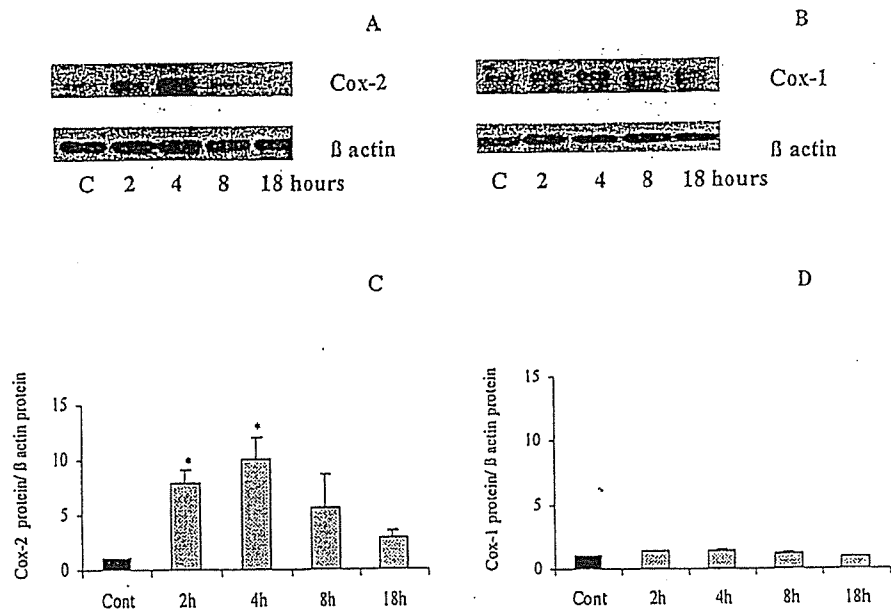 A
Cox-2
ß actin
C 2 4 8 18 hours
B
Cox-1
ß actin
C 2 4 8 18 hours
C
Cox-2 protein/ ß actin protein
15
10
5
0
* *
Cont 2h 4h 8h 18h
D
Cox-1 protein/ ß actin protein
15
10
5
0
Cont 2h 4h 8h 18h